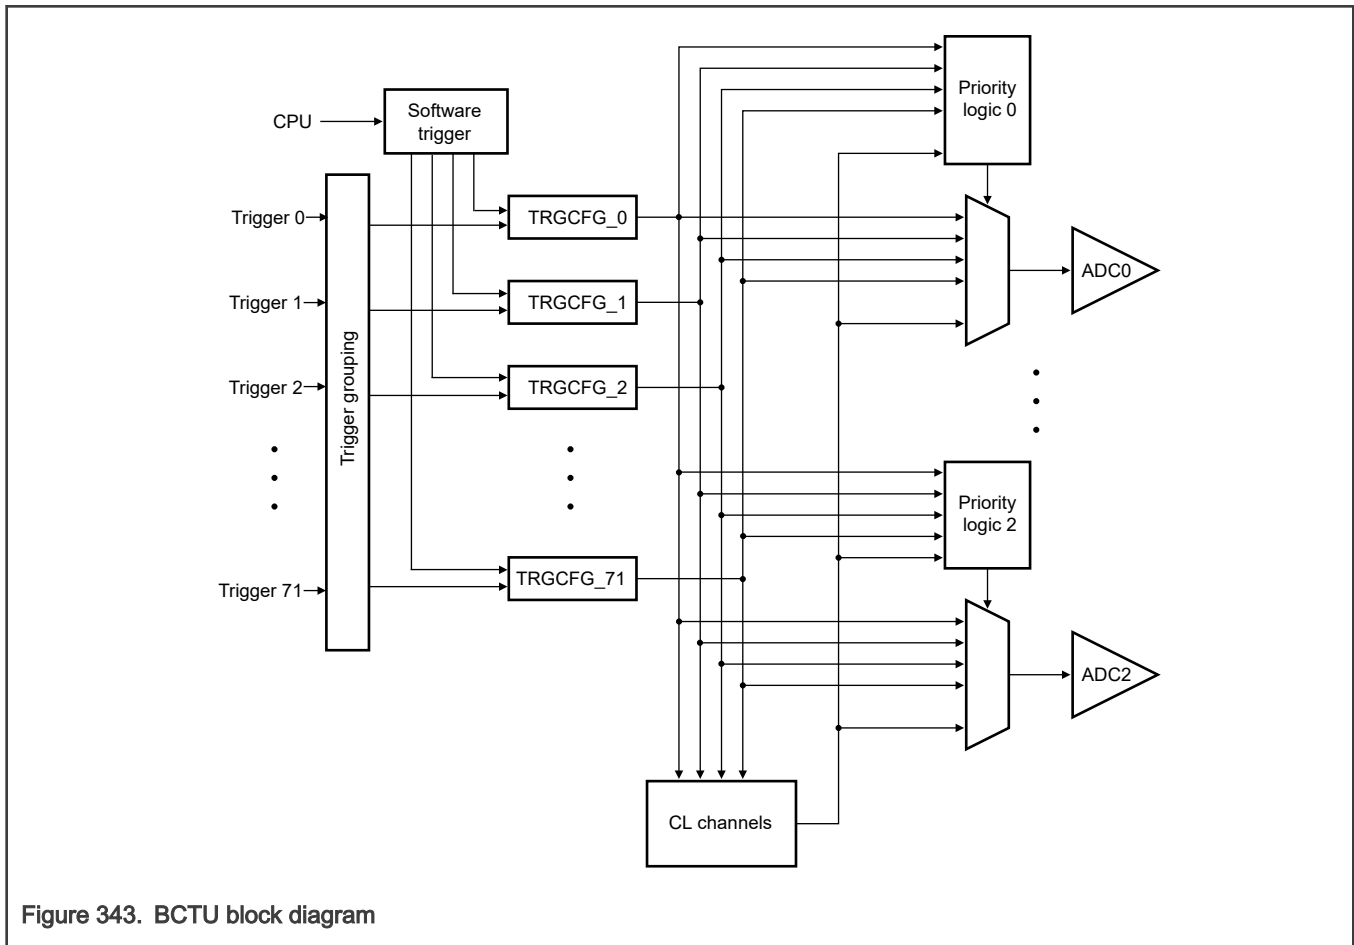 Priority
logic 0
Software
trigger
CPU
Trigger 0
TRGCFG_0
ADC0
Trigger 1
TRGCFG_1
Trigger grouping
Trigger 2
TRGCFG_2
Priority
logic 2
Trigger 71
TRGCFG_71
ADC2
CL channels
Figure 343. BCTU block diagram